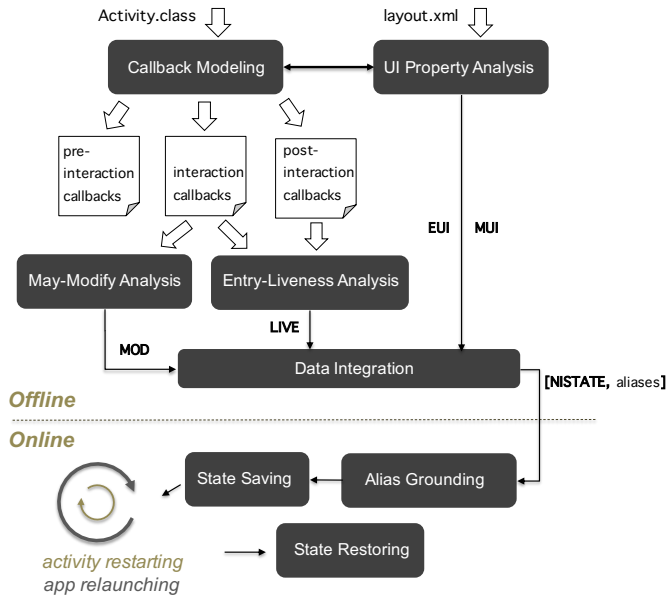 Activity.class
layout.xml
Callback Modeling
UI Property Analysis
pre-
interaction
callbacks
interaction
callbacks
post-
interaction
callbacks
EUI
MUI
May-Modify Analysis
Entry-Liveness Analysis
MOD
LIVE
Data Integration
[NISTATE, aliases]
Offline
Online
State Saving
Alias Grounding
State Restoring
activity restarting
app relaunching